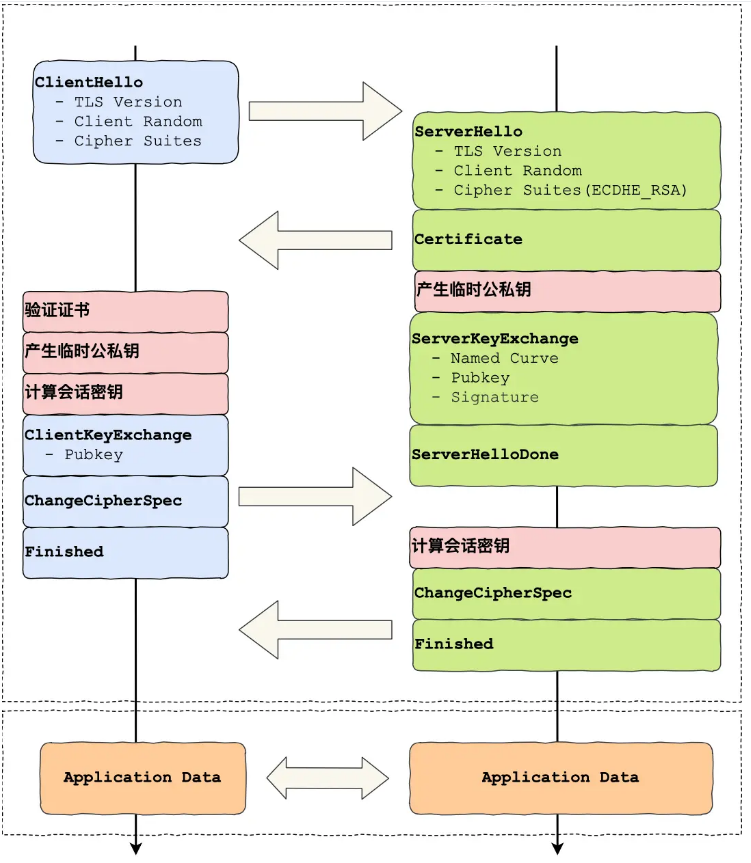 ClientHello
- TLS Version
- Client Random
- Cipher Suites
ServerHello
- TLS Version
- Client Random
- Cipher Suites(ECDHE_RSA)
Certificate
产生临时公私钥
ServerKeyExchange
- Named Curve
- Pubkey
- Signature
ServerHelloDone
验证证书
产生临时公私钥
计算会话密钥
ClientKeyExchange
- Pubkey
ChangeCipherSpec
Finished
计算会话密钥
ChangeCipherSpec
Finished
Application Data
Application Data